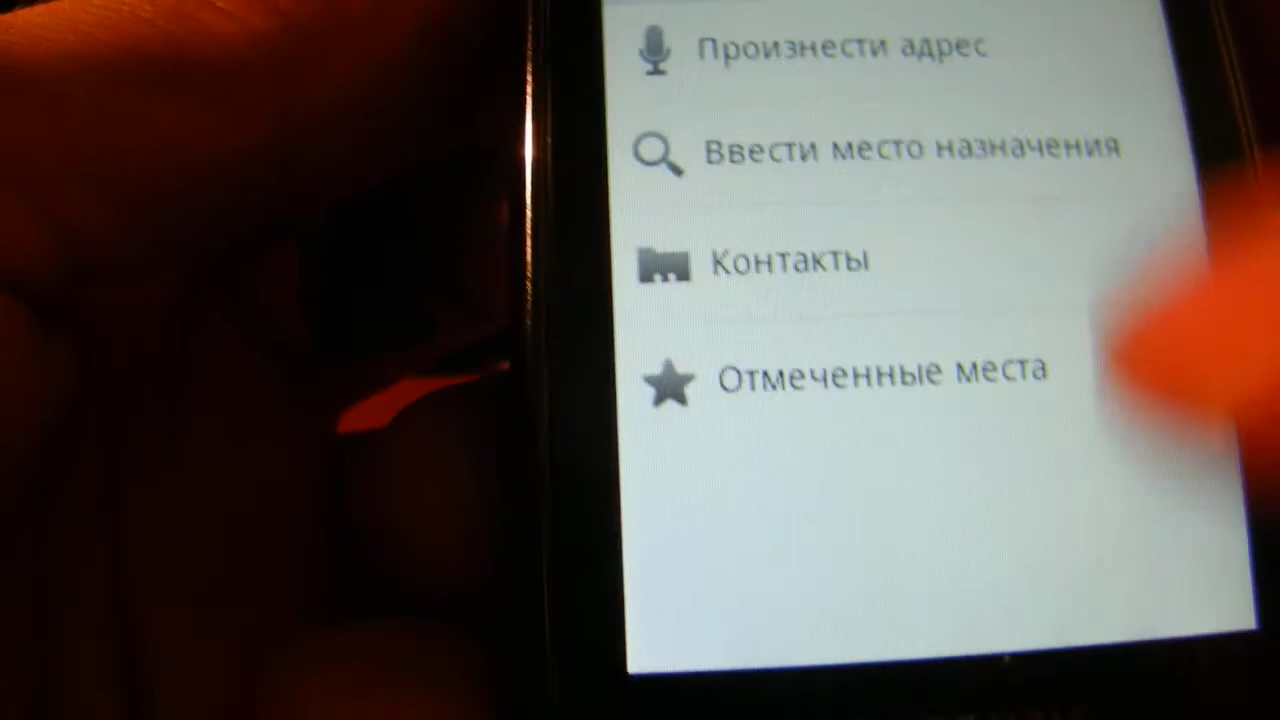 Произнести адрес
Ввести место назначения
Контакты
Отмеченные места